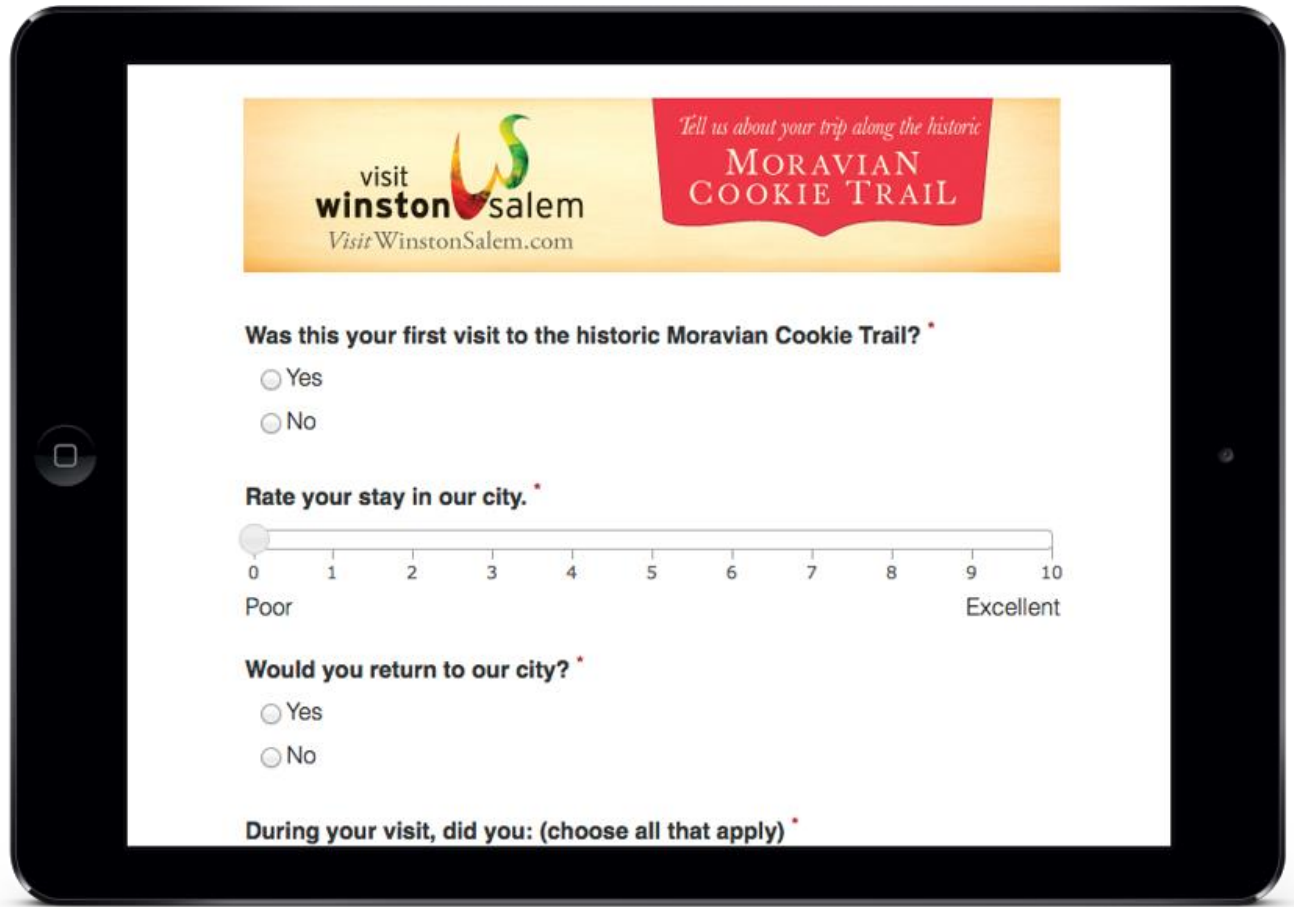 visit
winston salem
VisitWinstonSalem.com
Tell us about your trip along the historic
MORAVIAN
COOKIE TRAIL
Was this your first visit to the historic Moravian Cookie Trail? *
Yes
No
Rate your stay in our city. *
0 1 2 3 4 5 6 7 8 9 10
Poor Excellent
Would you return to our city? *
Yes
No
During your visit, did you: (choose all that apply) *